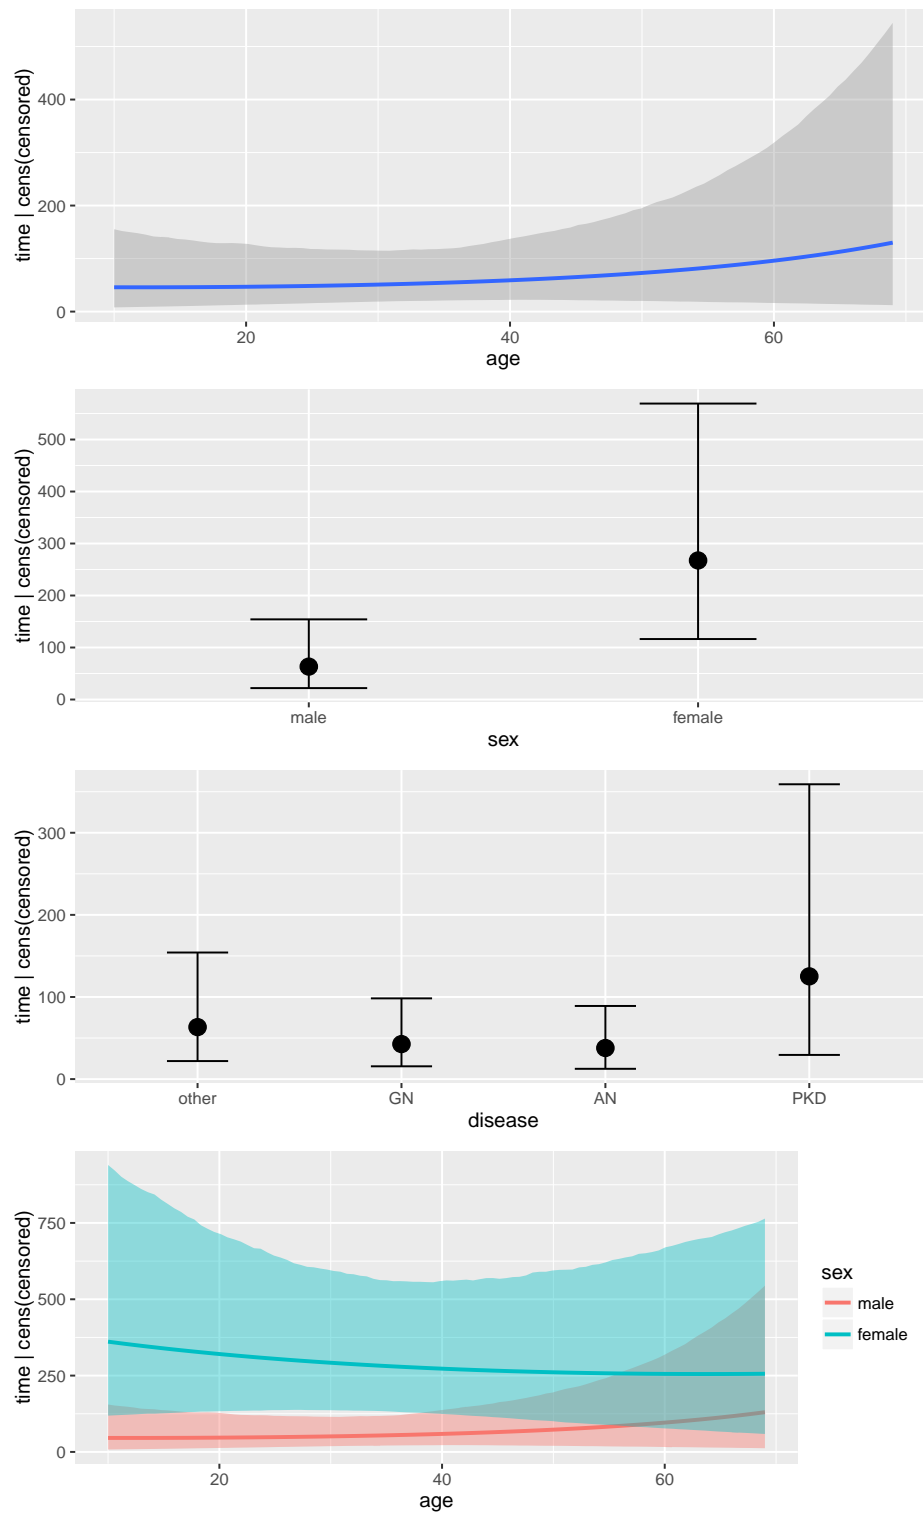 time | cens(censored)
400
200
0
20 40 60
age
time | cens(censored)
500
400
300
200
100
0
male female
sex
time | cens(censored)
300
200
100
0
other GN AN PKD
disease
time | cens(censored)
750
500
250
0
20 40 60
age
sex
male
female